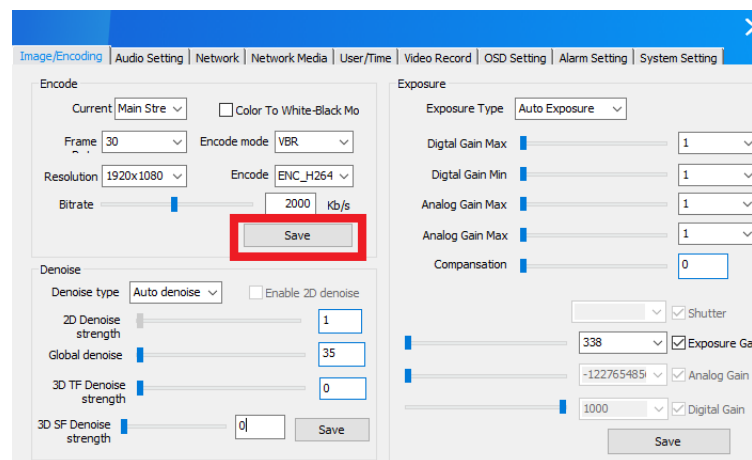 Image/Encoding Audio Setting Network Network Media User/Time Video Record OSD Setting Alarm Setting System Setting
Encode
Current Main Stre Color To White-Black Mo
Frame 30 Encode mode VBR
Resolution 1920x1080 Encode ENC_H264
Bitrate 2000 Kb/s
Save
Denoise
Denoise type Auto denoise Enable 2D denoise
2D Denoise strength 1
Global denoise 35
3D TF Denoise strength 0
3D SF Denoise strength 0 Save
Exposure
Exposure Type Auto Exposure
Digtal Gain Max 1
Digtal Gain Min 1
Analog Gain Max 1
Analog Gain Max 1
Compansation 0
Shutter
338 Exposure Ga
-122765485 Analog Gain
1000 Digital Gain
Save